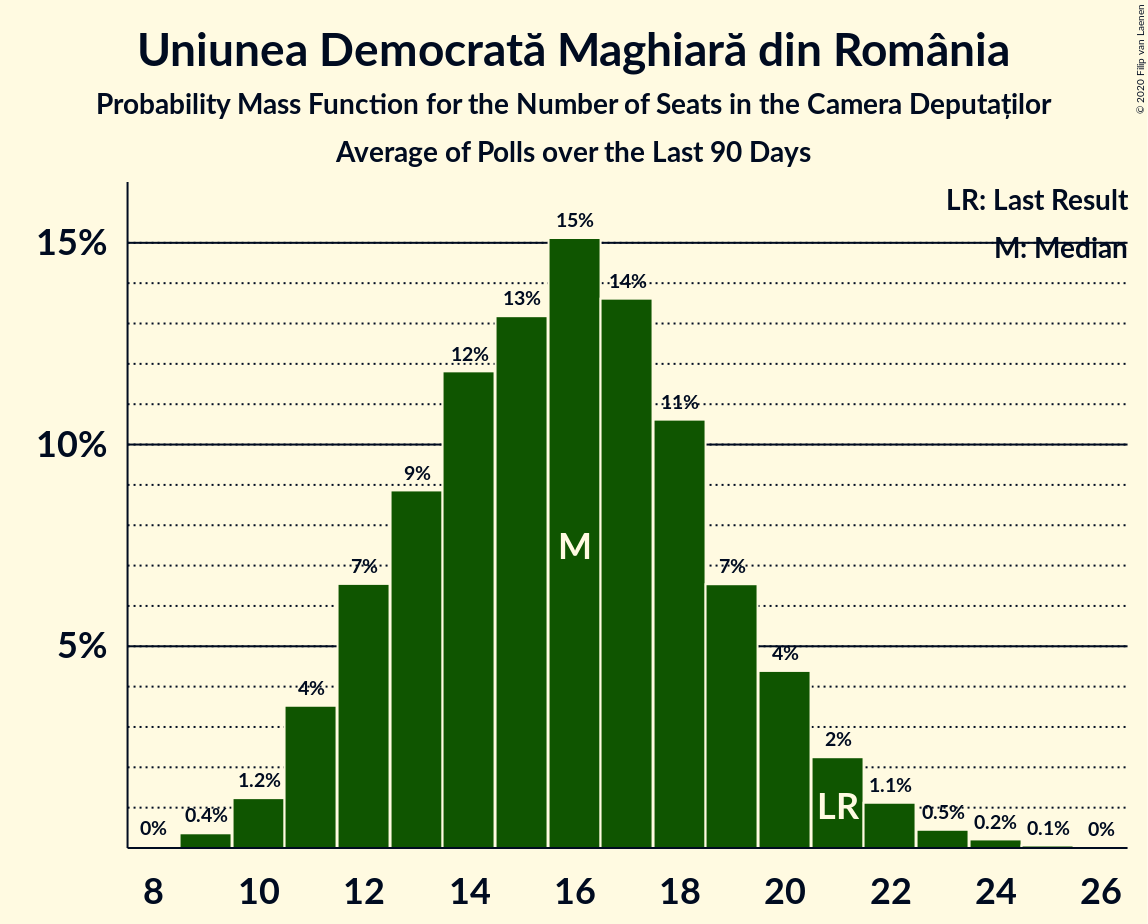 Uniunea Democrată Maghiară din România
Probability Mass Function for the Number of Seats in the Camera Deputaților
Average of Polls over the Last 90 Days
© 2020 Filip van Laenen
LR: Last Result
M: Median
15%
10%
5%
0%
0.4%
1.2%
4%
7%
9%
12%
13%
15%
14%
11%
7%
4%
2%
1.1%
0.5%
0.2%
0.1%
0%
M
LR
8 10 12 14 16 18 20 22 24 26